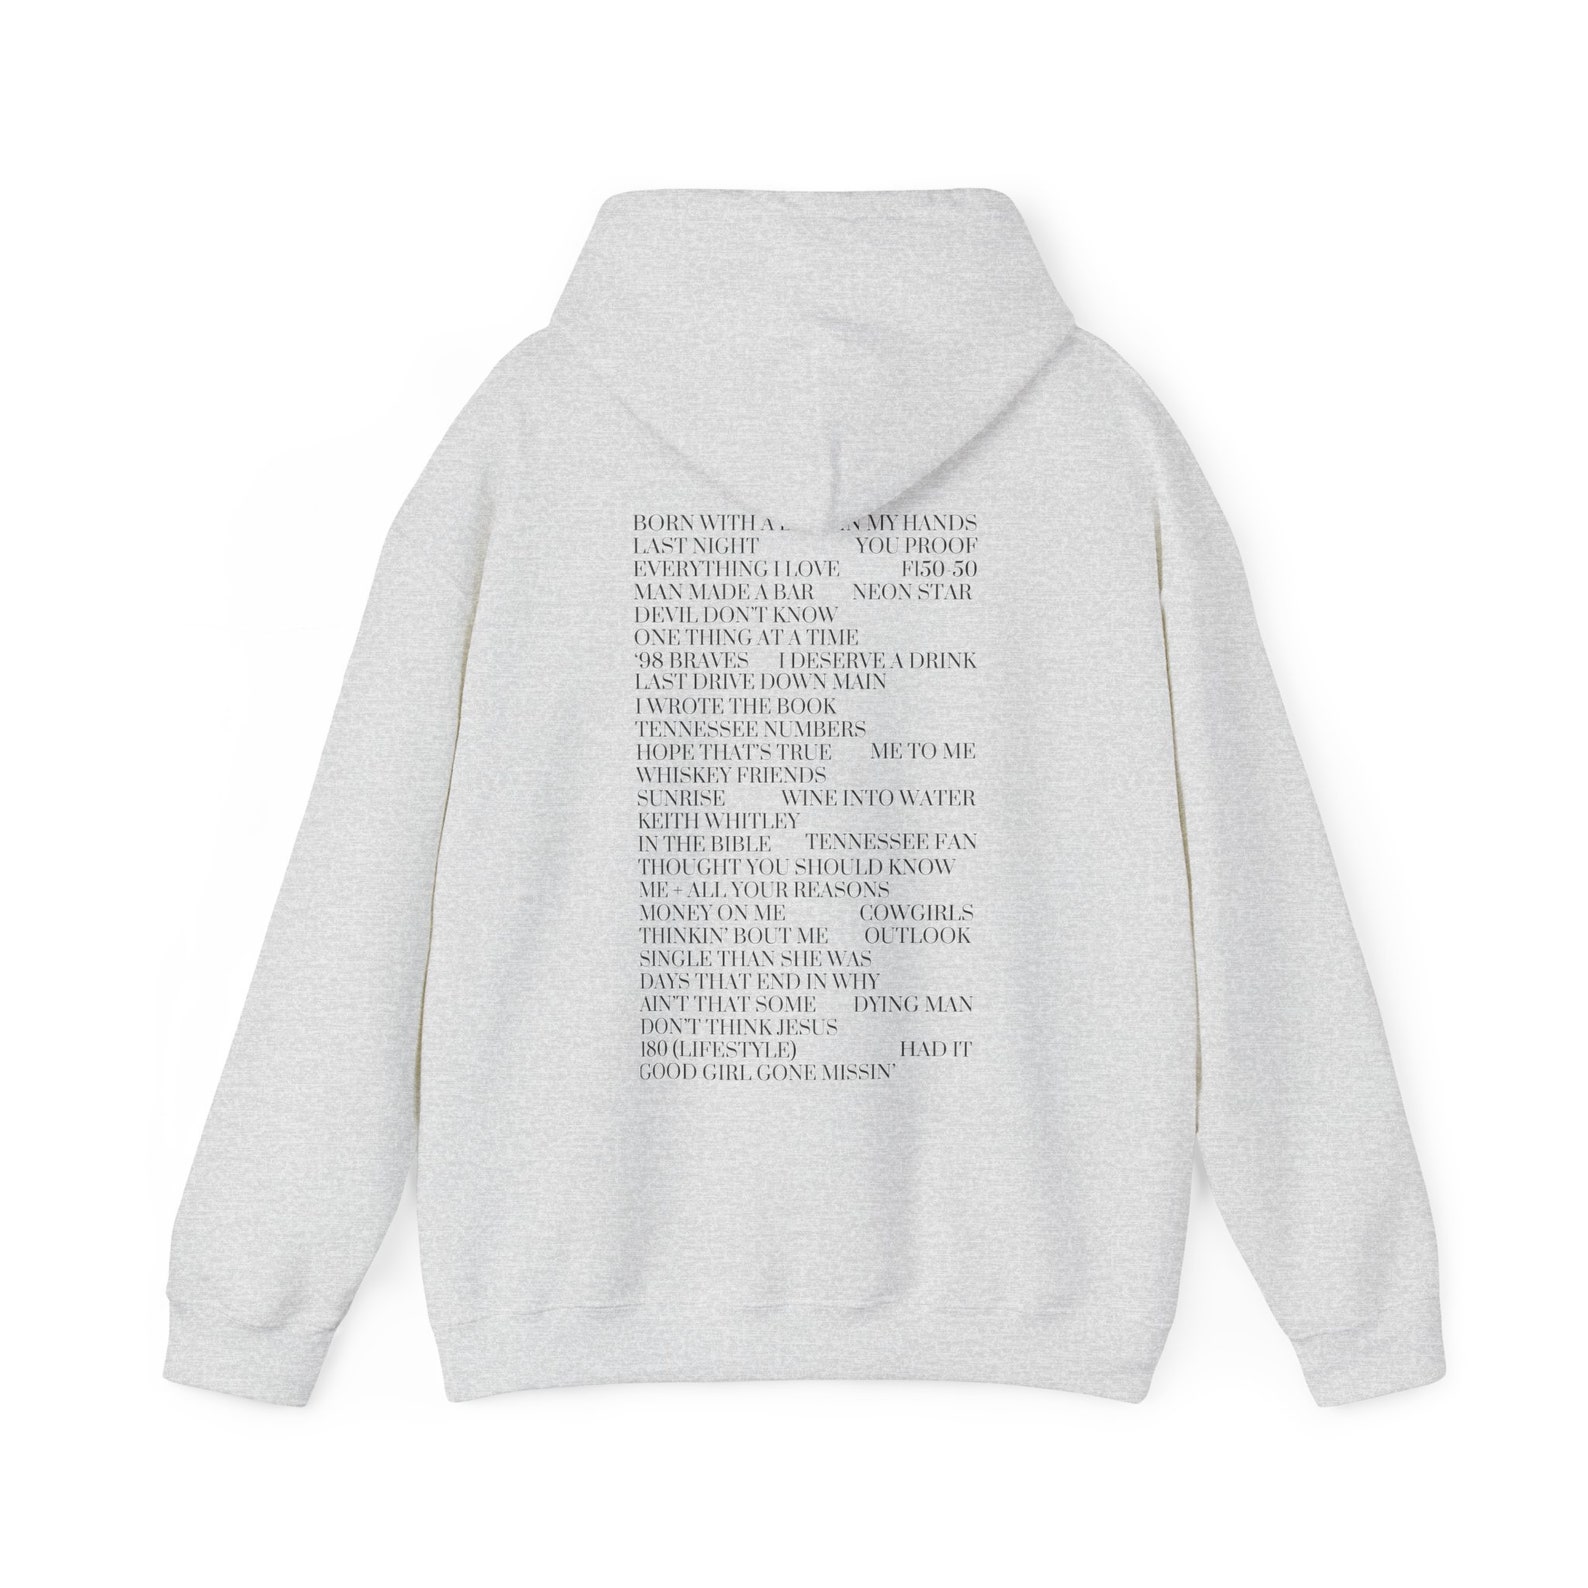 BORN WITH A IN MY HANDS
LAST NIGHT YOU PROOF
EVERYTHING I LOVE F150-50
MAN MADE A BAR NEON STAR
DEVIL DON'T KNOW
ONE THING AT A TIME
'98 BRAVES I DESERVE A DRINK
LAST DRIVE DOWN MAIN
I WROTE THE BOOK
TENNESSEE NUMBERS
HOPE THAT'S TRUE ME TO ME
WHISKEY FRIENDS
SUNRISE WINE INTO WATER
KEITH WHITLEY
IN THE BIBLE TENNESSEE FAN
THOUGHT YOU SHOULD KNOW
ME + ALL YOUR REASONS
MONEY ON ME COWGIRLS
THINKIN' BOUT ME OUTLOOK
SINGLE THAN SHE WAS
DAYS THAT END IN WHY
AIN'T THAT SOME DYING MAN
DON'T THINK JESUS
180 (LIFESTYLE) HAD IT
GOOD GIRL GONE MISSIN'